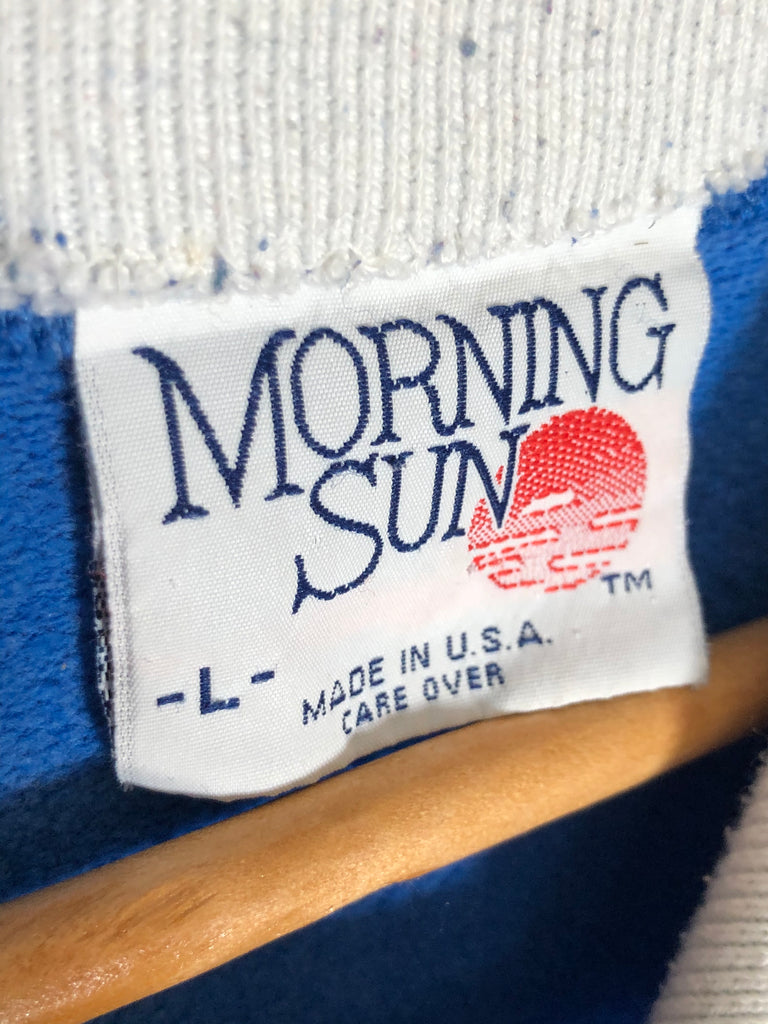 MORNING
SUN
TM
-L-
MADE IN U.S.A.
CARE OVER